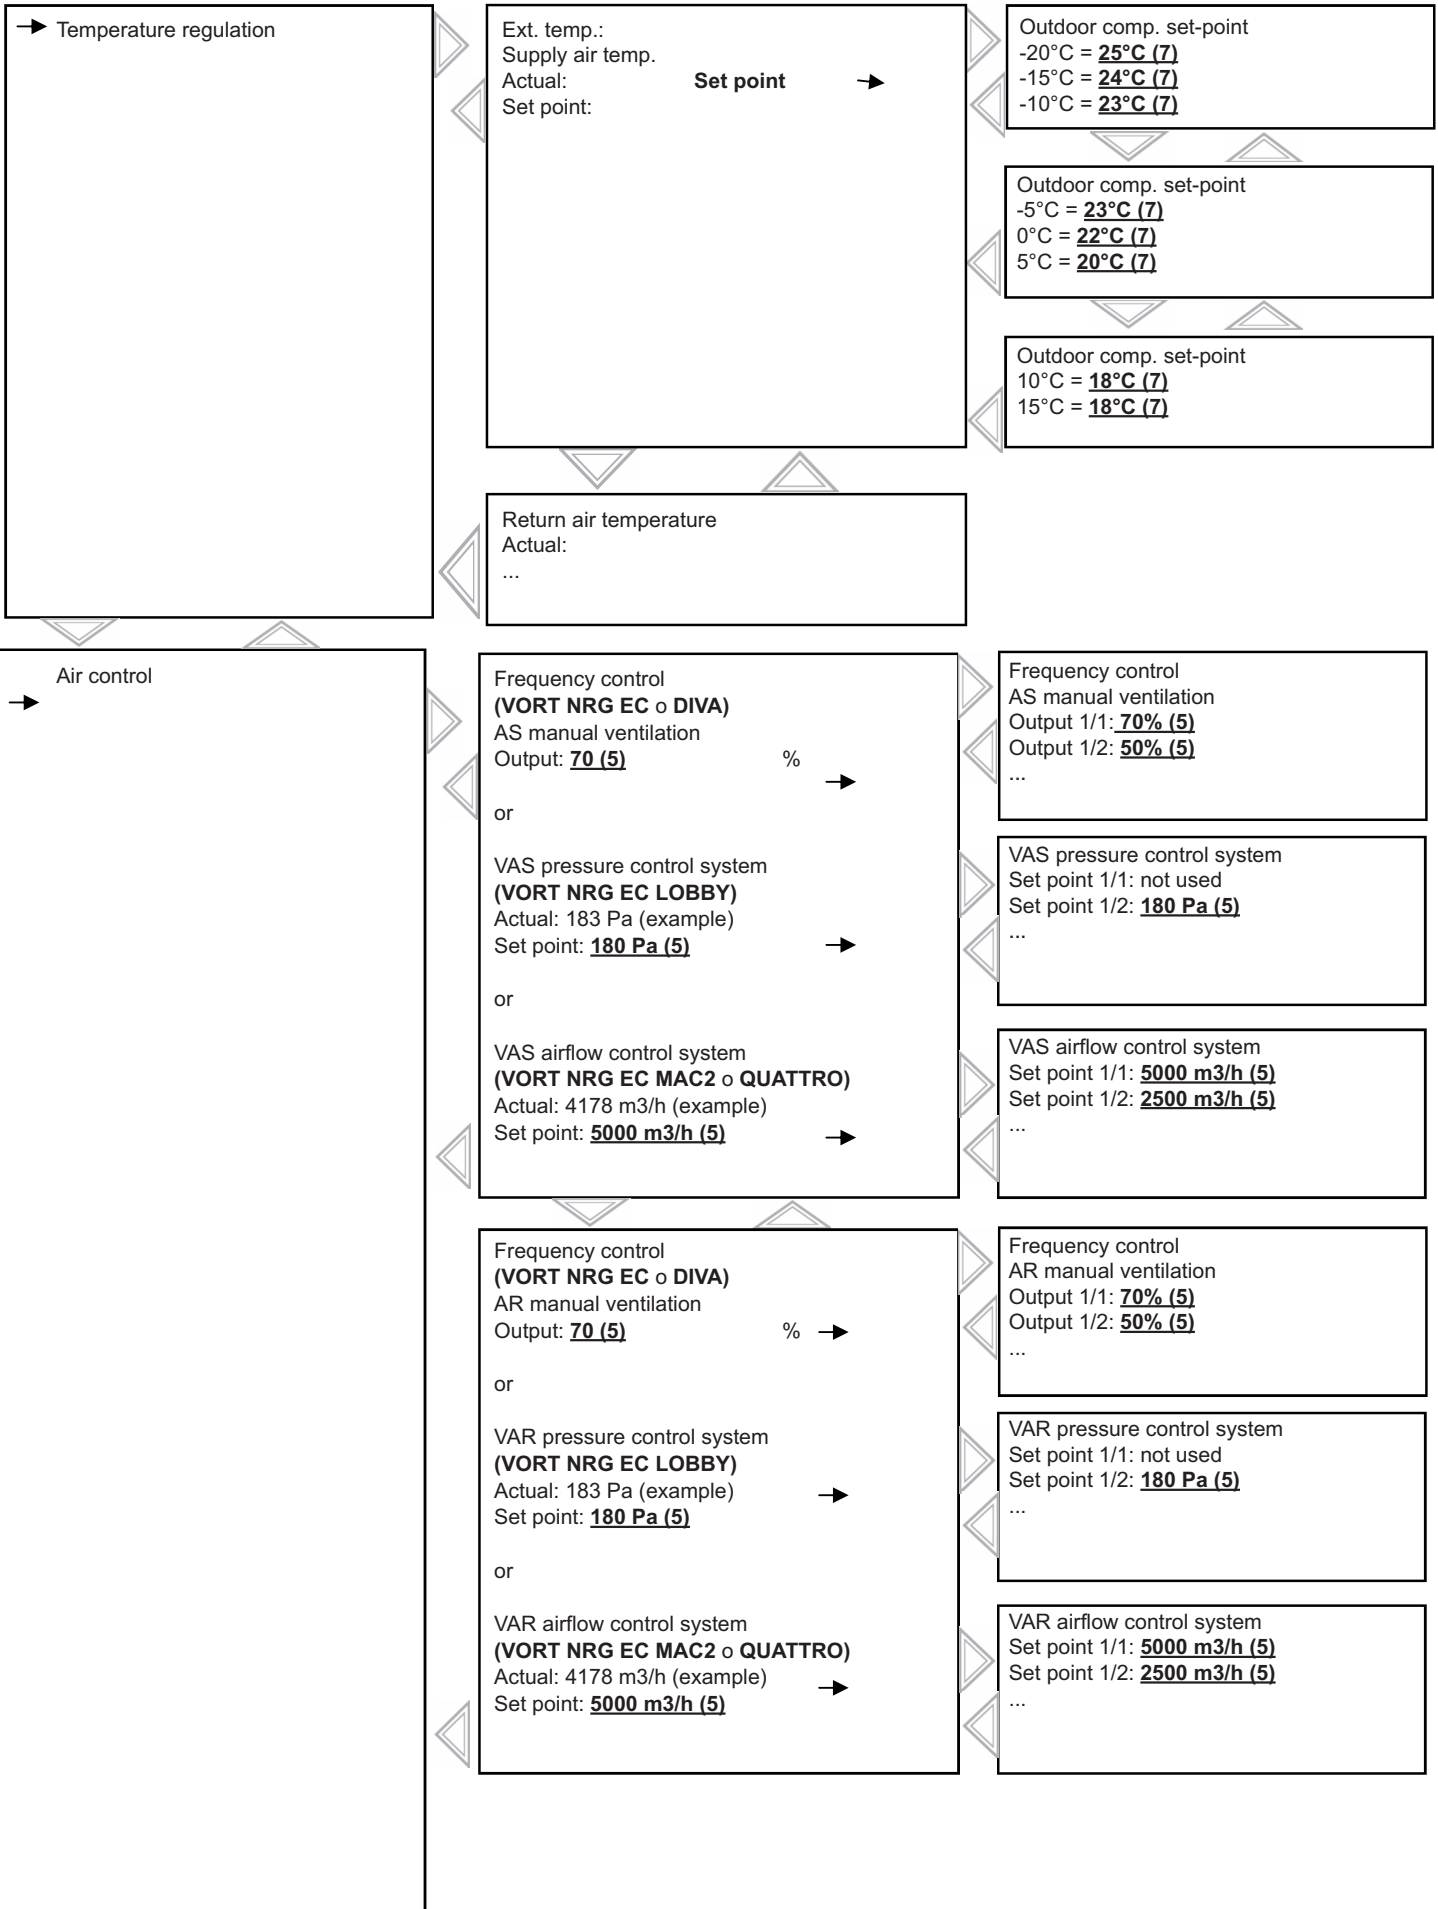 Temperature regulation
Ext. temp.:
Supply air temp.
Actual: Set point
Set point:
Outdoor comp. set-point
-20°C = 25°C (7)
-15°C = 24°C (7)
-10°C = 23°C (7)
Outdoor comp. set-point
-5°C = 23°C (7)
0°C = 22°C (7)
5°C = 20°C (7)
Outdoor comp. set-point
10°C = 18°C (7)
15°C = 18°C (7)
Return air temperature
Actual:
...
Air control
Frequency control
(VORT NRG EC o DIVA)
AS manual ventilation
Output: 70 (5) %
or
VAS pressure control system
(VORT NRG EC LOBBY)
Actual: 183 Pa (example)
Set point: 180 Pa (5)
or
VAS airflow control system
(VORT NRG EC MAC2 o QUATTRO)
Actual: 4178 m3/h (example)
Set point: 5000 m3/h (5)
Frequency control
AS manual ventilation
Output 1/1: 70% (5)
Output 1/2: 50% (5)
...
VAS pressure control system
Set point 1/1: not used
Set point 1/2: 180 Pa (5)
...
VAS airflow control system
Set point 1/1: 5000 m3/h (5)
Set point 1/2: 2500 m3/h (5)
...
Frequency control
(VORT NRG EC o DIVA)
AR manual ventilation
Output: 70 (5) %
or
VAR pressure control system
(VORT NRG EC LOBBY)
Actual: 183 Pa (example)
Set point: 180 Pa (5)
or
VAR airflow control system
(VORT NRG EC MAC2 o QUATTRO)
Actual: 4178 m3/h (example)
Set point: 5000 m3/h (5)
Frequency control
AR manual ventilation
Output 1/1: 70% (5)
Output 1/2: 50% (5)
...
VAR pressure control system
Set point 1/1: not used
Set point 1/2: 180 Pa (5)
...
VAR airflow control system
Set point 1/1: 5000 m3/h (5)
Set point 1/2: 2500 m3/h (5)
...